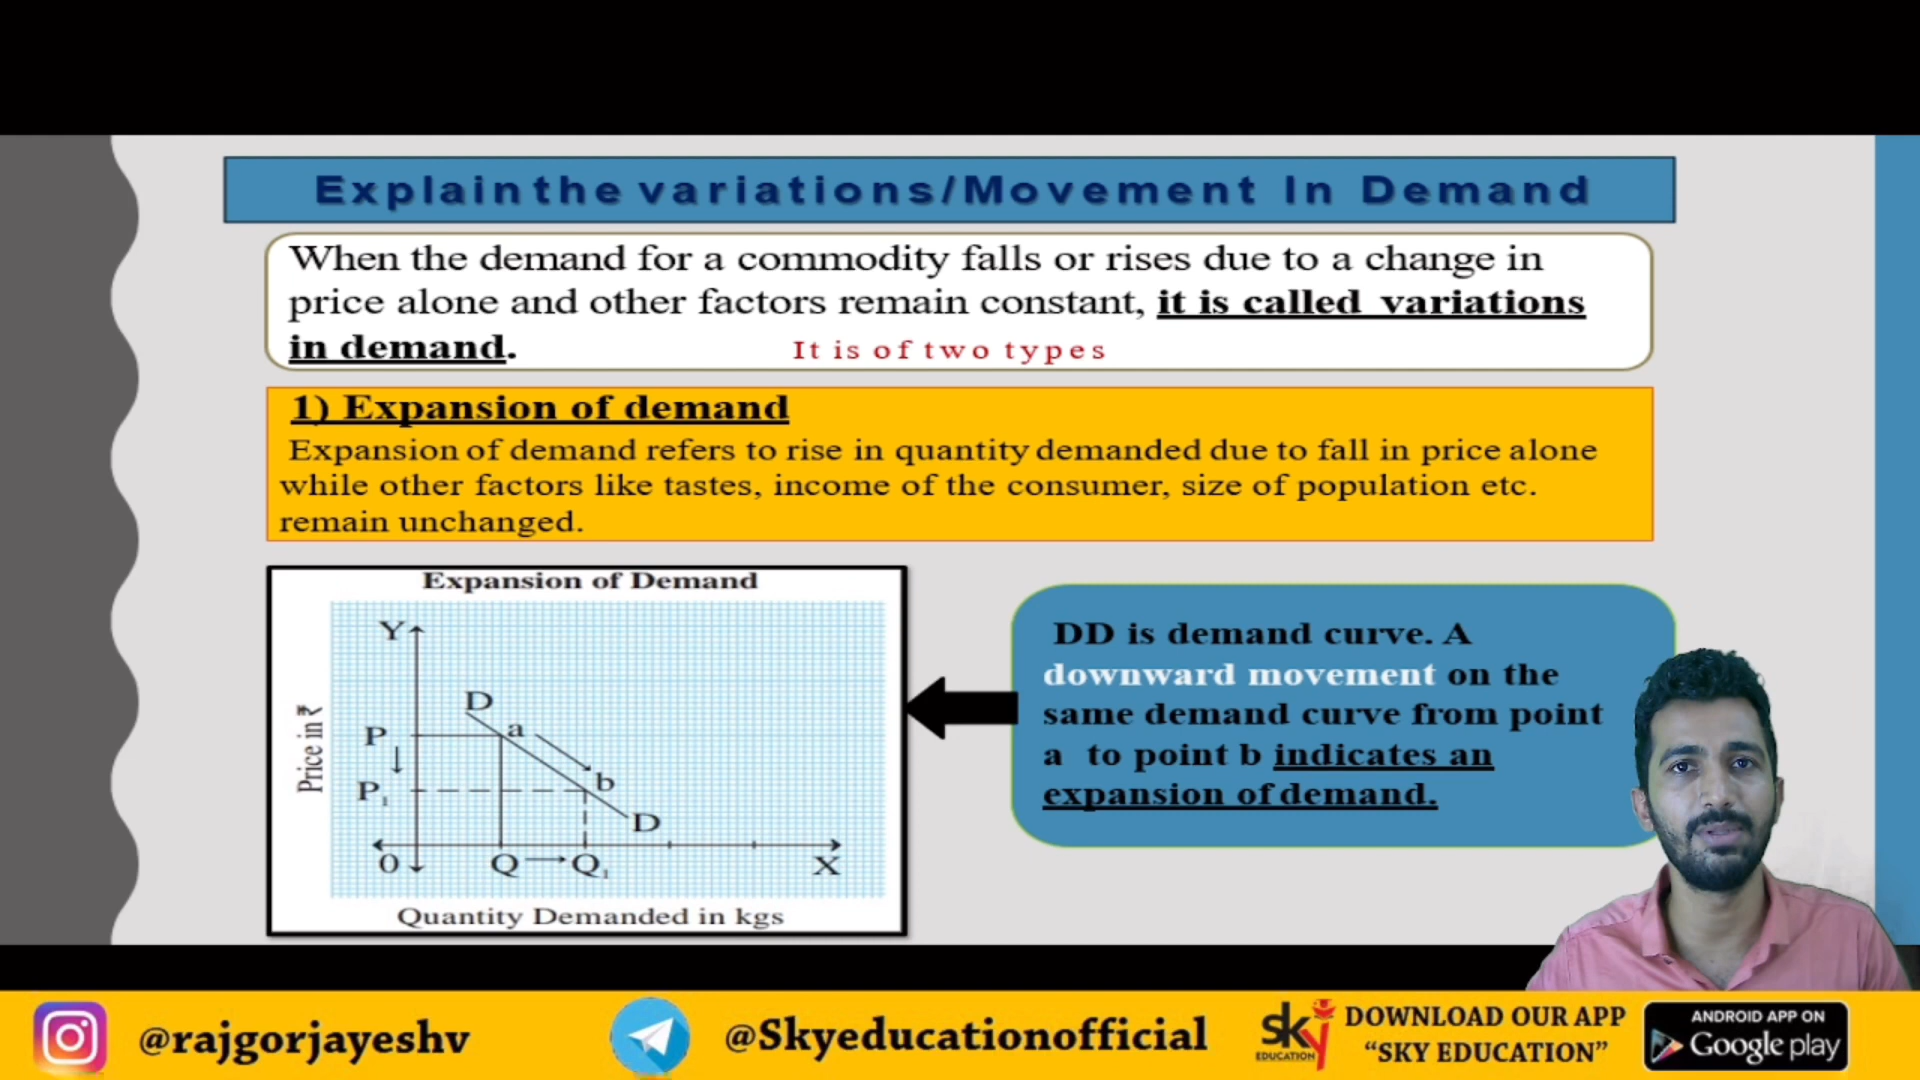 Explain the variations/Movement In Demand
When the demand for a commodity falls or rises due to a change in
price alone and other factors remain constant, it is called variations
in demand.
It is of two types
1) Expansion of demand
Expansion of demand refers to rise in quantity demanded due to fall in price alone
while other factors like tastes, income of the consumer, size of population etc.
remain unchanged.
Expansion of Demand
Y
D
a
P
b
P₁
D
0 Q Q₁ X
Price in ₹
Quantity Demanded in kgs
DD is demand curve. A
downward movement on the
same demand curve from point
a to point b indicates an
expansion of demand.
@rajgorjayeshv
@Skyeducationofficial
sky
EDUCATION
DOWNLOAD OUR APP
“SKY EDUCATION”
ANDROID APP ON
Google play